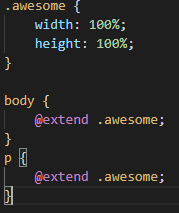 .awesome {
    width: 100%;
    height: 100%;
}

body {
    @extend .awesome;
}
p {
    @extend .awesome;
}